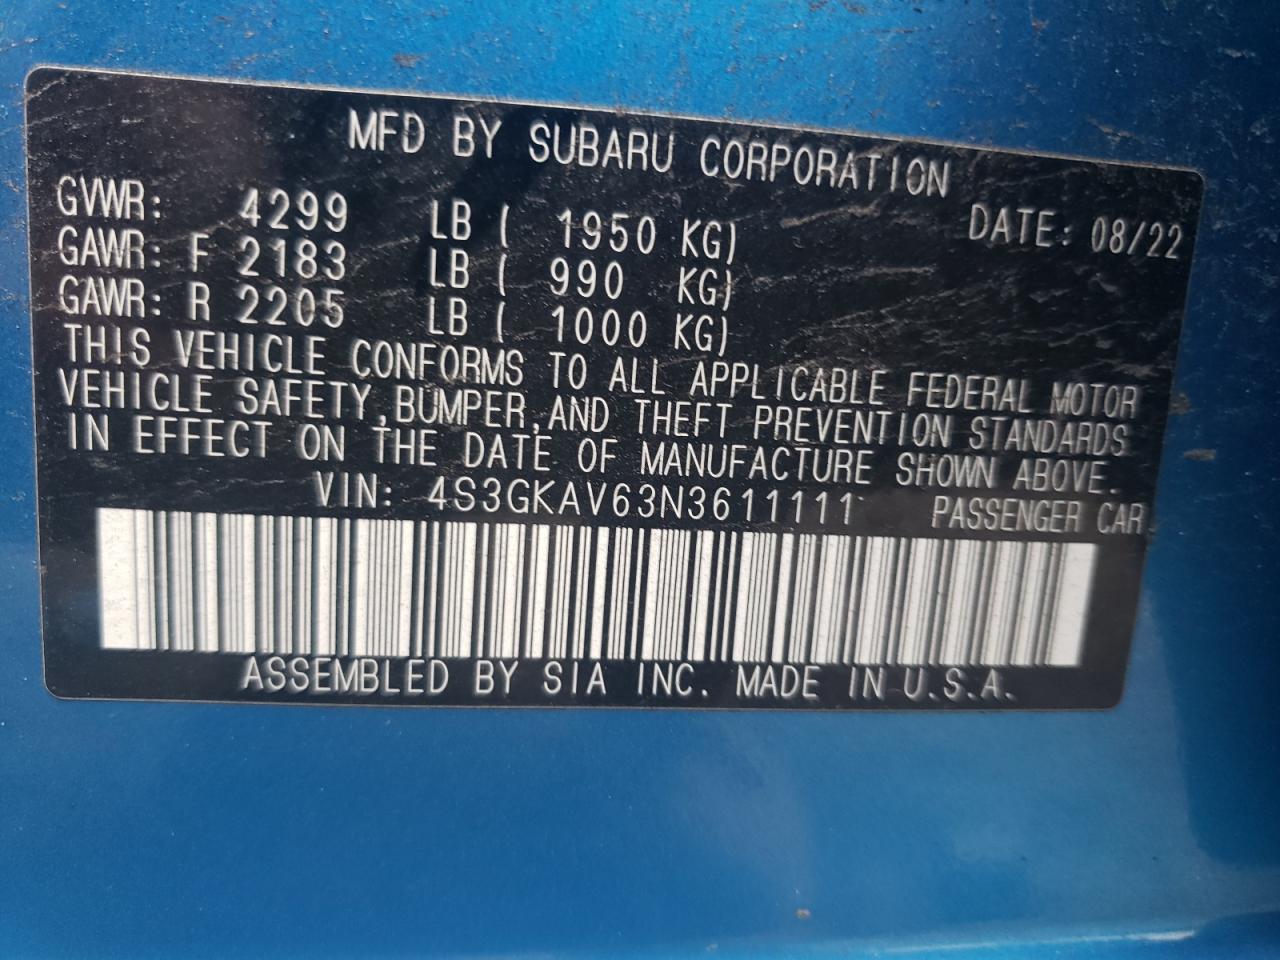 MFD BY SUBARU CORPORATION
GVWR: 4299 LB ( 1950 KG) DATE: 08/22
GAWR: F 2183 LB ( 990 KG)
GAWR: R 2205 LB ( 1000 KG)
THIS VEHICLE CONFORMS TO ALL APPLICABLE FEDERAL MOTOR
VEHICLE SAFETY, BUMPER, AND THEFT PREVENTION STANDARDS
IN EFFECT ON THE DATE OF MANUFACTURE SHOWN ABOVE.
VIN: 4S3GKAV63N3611111 PASSENGER CAR
ASSEMBLED BY SIA INC. MADE IN U.S.A.